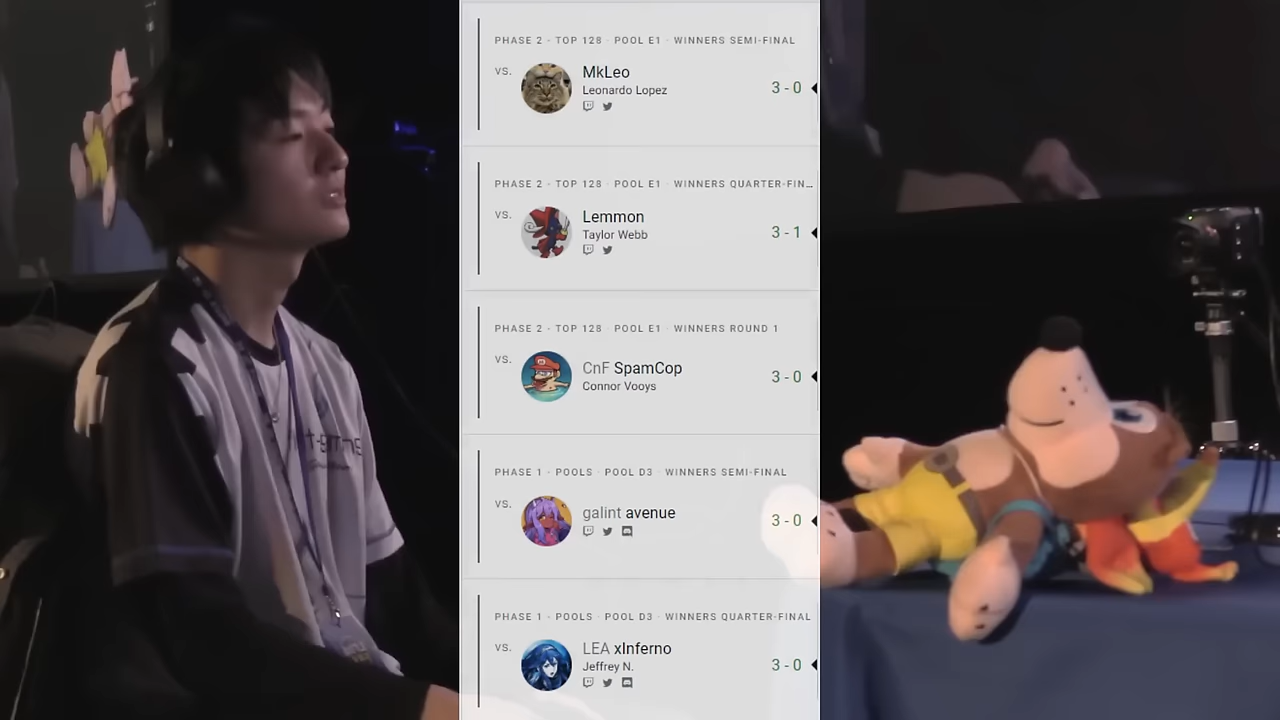 PHASE 2 - TOP 128 · POOL E1 · WINNERS SEMI-FINAL
VS.
MkLeo
Leonardo Lopez
3 - 0
PHASE 2 - TOP 128 · POOL E1 · WINNERS QUARTER-FIN…
VS.
Lemmon
Taylor Webb
3 - 1
PHASE 2 - TOP 128 · POOL E1 · WINNERS ROUND 1
VS.
CnF SpamCop
Connor Vooys
3 - 0
PHASE 1 - POOLS · POOL D3 · WINNERS SEMI-FINAL
VS.
galint avenue
3 - 0
PHASE 1 - POOLS · POOL D3 · WINNERS QUARTER-FINAL
VS.
LEA xInferno
Jeffrey N.
3 - 0